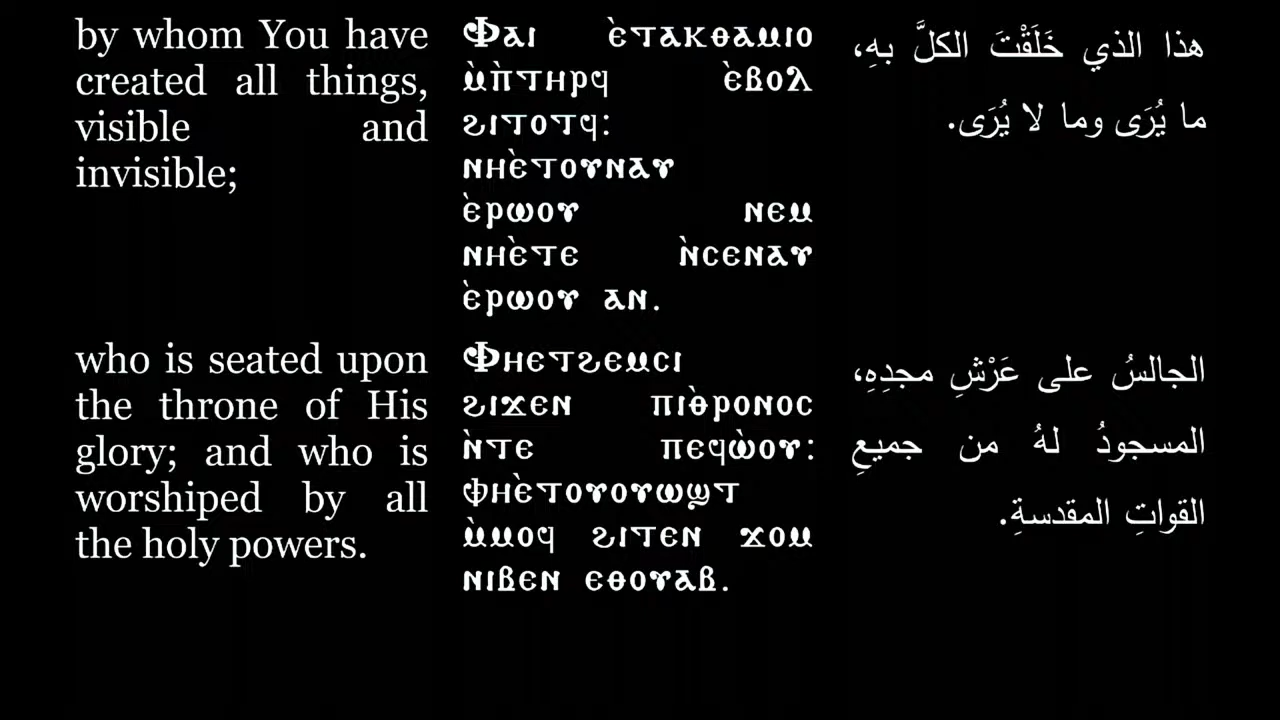 by whom You have
created all things,
visible and
invisible;
Ⲫⲁⲓ ⲉ̀ⲧⲁⲕⲑⲁⲙⲓⲟ
ⲙ̀ⲡ̀ⲧⲏⲣϥ ⲉ̀ⲃⲟⲗ
ϩⲓⲧⲟⲧϥ:
ⲛⲏⲉ̀ⲧⲟⲩⲛⲁⲩ
ⲉ̀ⲣⲱⲟⲩ ⲛⲉⲙ
ⲛⲏⲉ̀ⲧⲉ ⲛ̀ⲥⲉⲛⲁⲩ
ⲉ̀ⲣⲱⲟⲩ ⲁⲛ.
هذا الذي خَلَقْتَ الكلَّ بهِ،
ما يُرَى وما لا يُرَى.
who is seated upon
the throne of His
glory; and who is
worshiped by all
the holy powers.
Ⲫⲏⲉⲧϩⲉⲙⲥⲓ
ϩⲓϫⲉⲛ ⲡⲓⲑ̀ⲣⲟⲛⲟⲥ
ⲛ̀ⲧⲉ ⲡⲉϥⲱ̀ⲟⲩ:
ⲫⲏⲉ̀ⲧⲟⲩⲟⲩⲱϣⲧ
ⲙ̀ⲙⲟϥ ϩⲓⲧⲉⲛ ϫⲟⲙ
ⲛⲓⲃⲉⲛ ⲉⲑⲟⲩⲁⲃ.
الجالسُ على عَرْشِ مجدِهِ،
المسجودُ لهُ من جميعِ
القواتِ المقدسةِ.